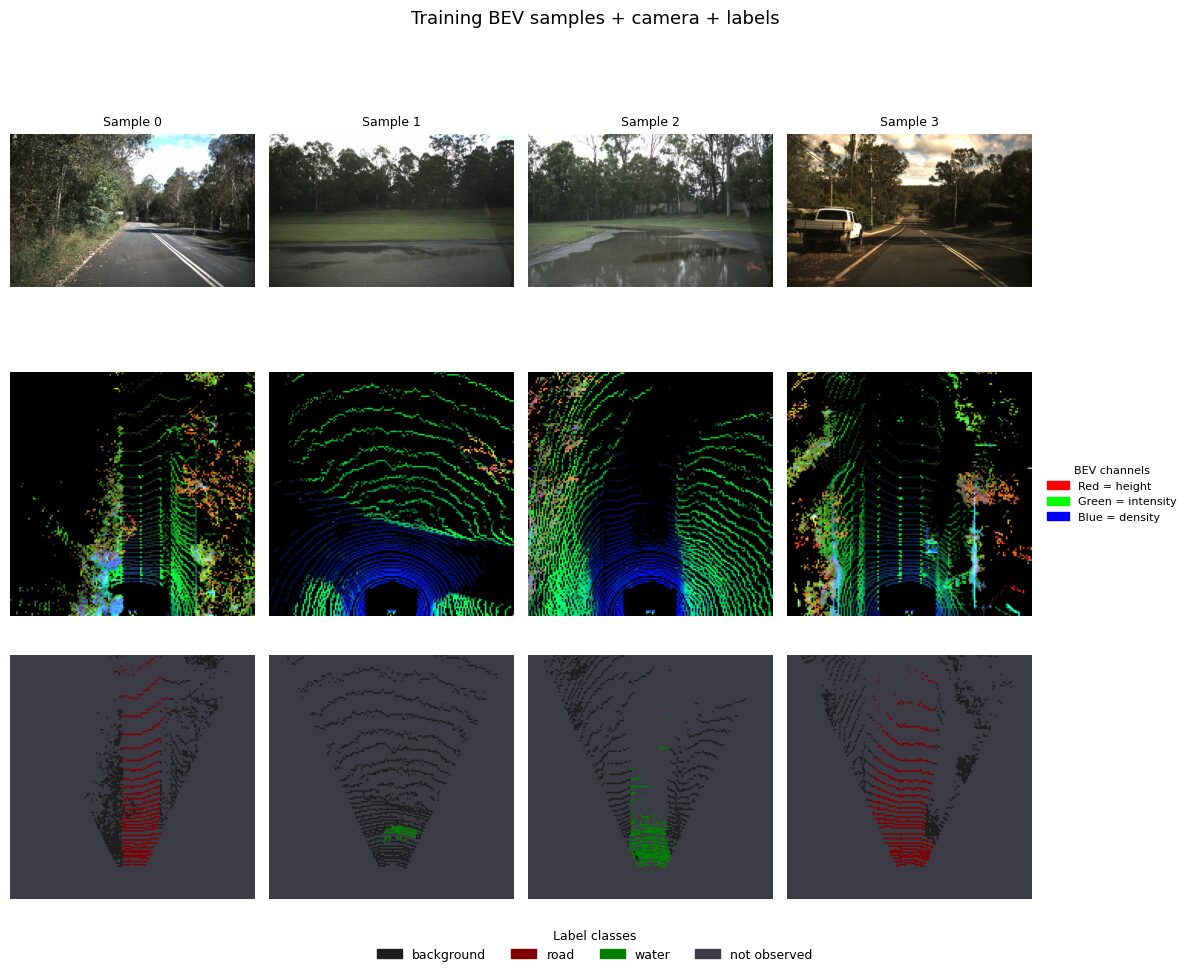 Training BEV samples + camera + labels
Sample 0
Sample 1
Sample 2
Sample 3
BEV channels
Red = height
Green = intensity
Blue = density
Label classes
background
road
water
not observed